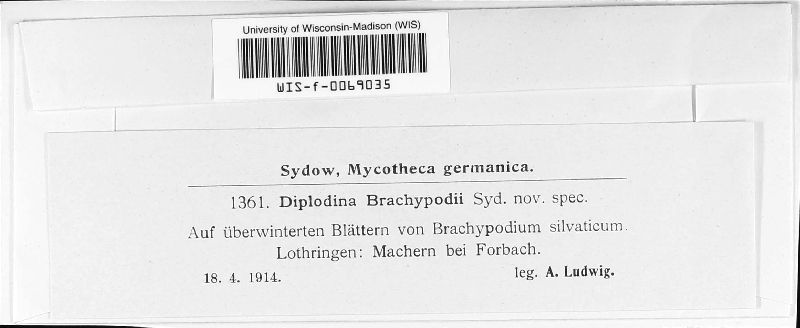 University of Wisconsin-Madison (WIS)
WIS-f-0069035
Sydow, Mycotheca germanica.
1361. Diplodina Brachypodii Syd. nov. spec.
Auf überwinterten Blättern von Brachypodium silvaticum.
Lothringen: Machern bei Forbach.
18. 4. 1914. leg. A. Ludwig.